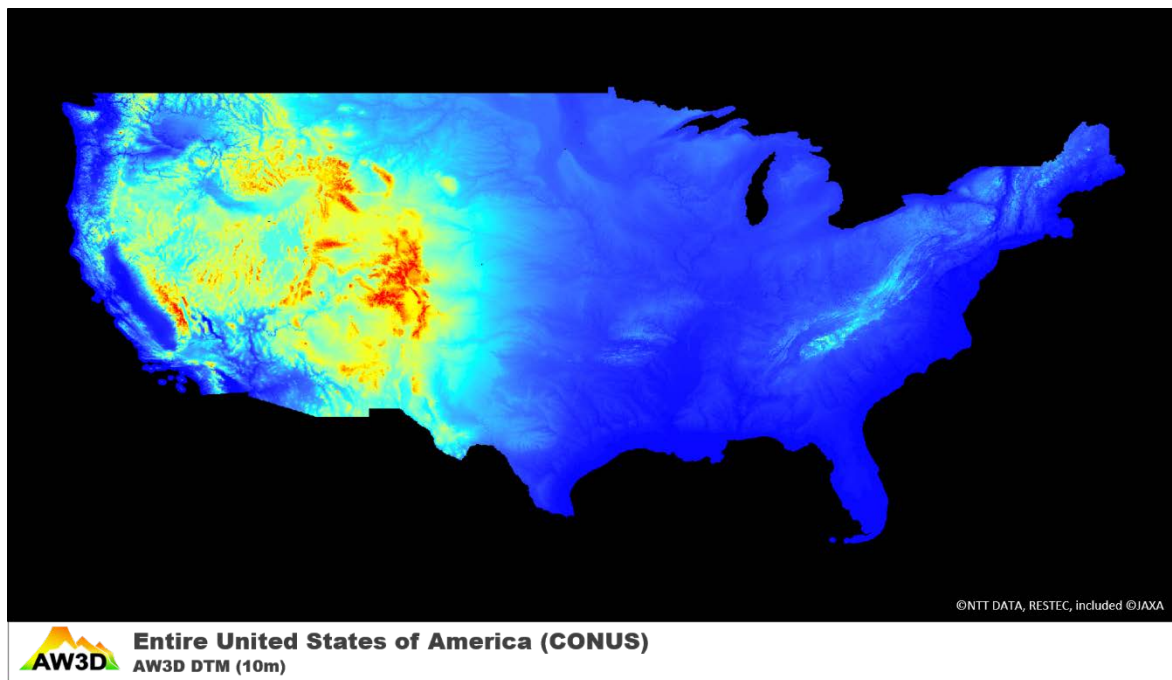 ©NTT DATA, RESTEC, included ©JAXA
AW3D
Entire United States of America (CONUS)
AW3D DTM (10m)